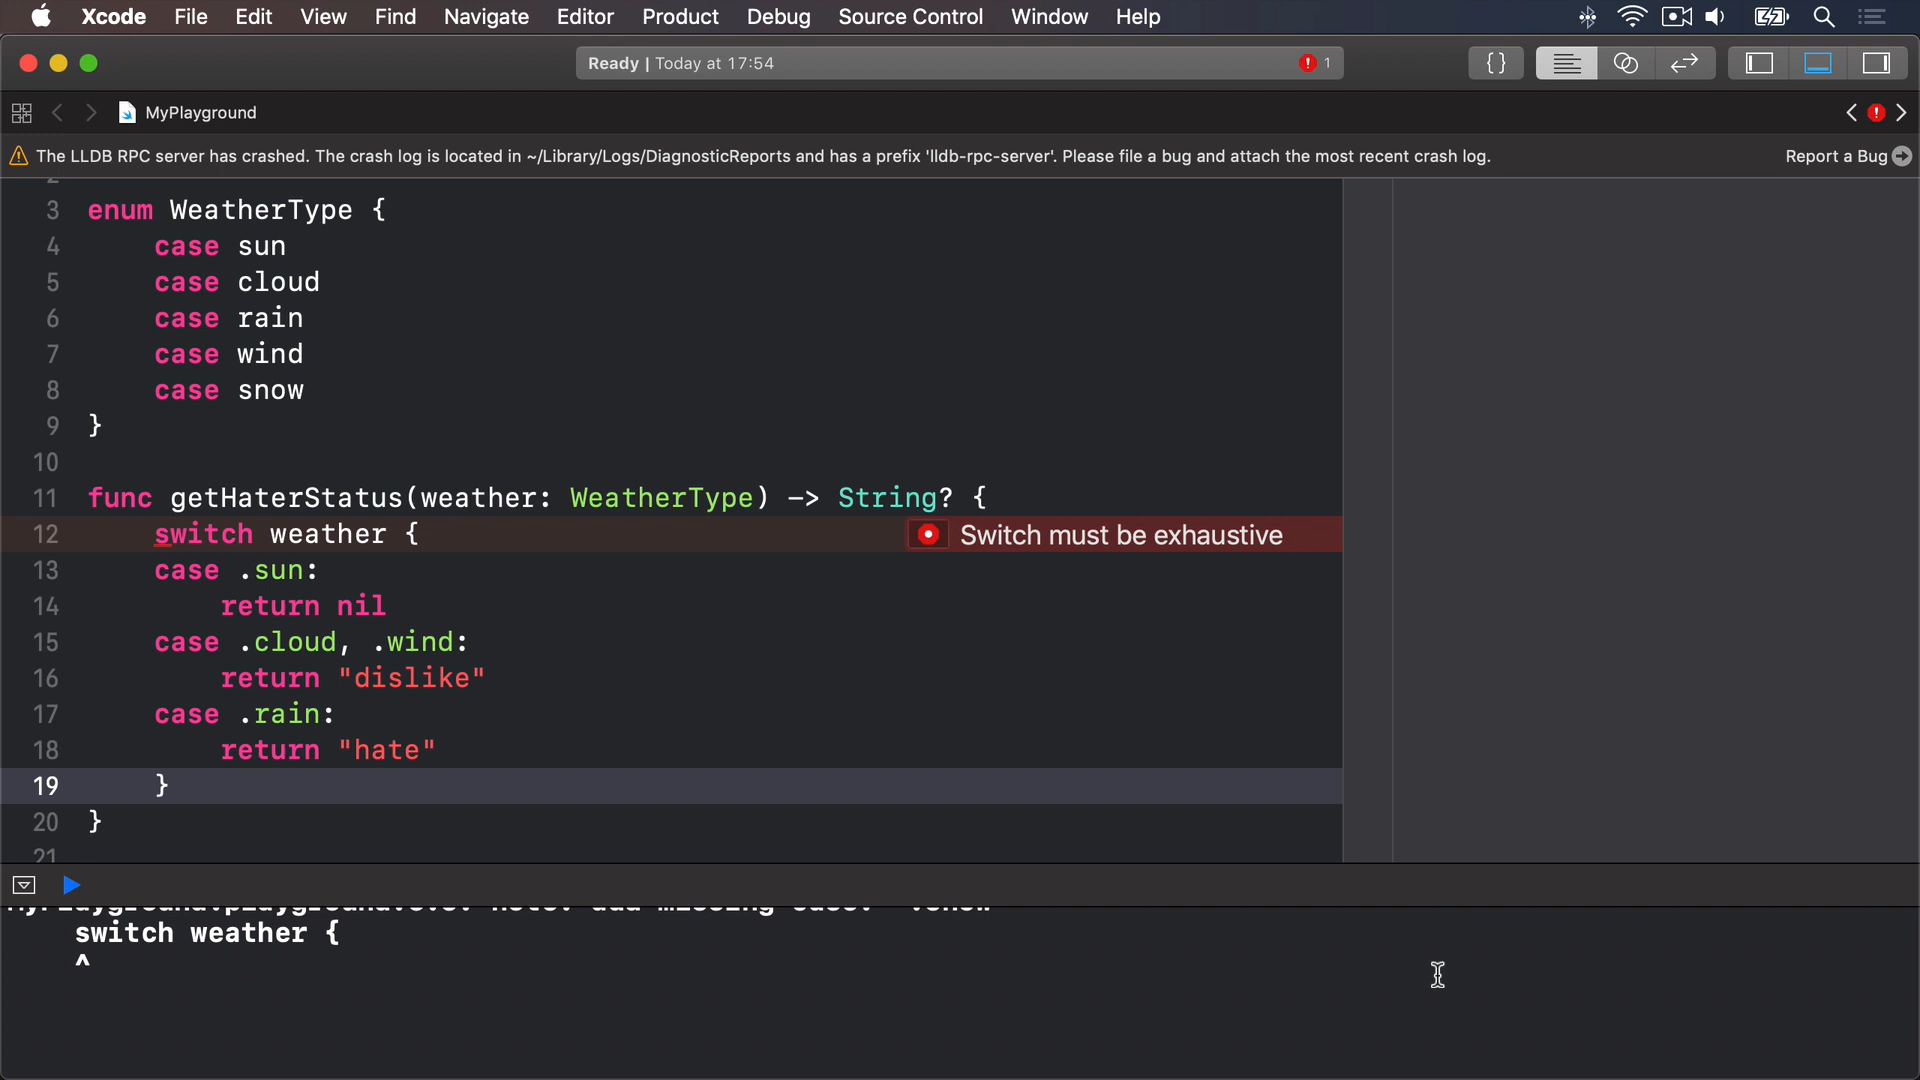 Xcode File Edit View Find Navigate Editor Product Debug Source Control Window Help
Ready | Today at 17:54
1
MyPlayground
The LLDB RPC server has crashed. The crash log is located in ~/Library/Logs/DiagnosticReports and has a prefix 'lldb-rpc-server'. Please file a bug and attach the most recent crash log. Report a Bug
3 enum WeatherType {
4 case sun
5 case cloud
6 case rain
7 case wind
8 case snow
9 }
10
11 func getHaterStatus(weather: WeatherType) -> String? {
12 switch weather { Switch must be exhaustive
13 case .sun:
14 return nil
15 case .cloud, .wind:
16 return "dislike"
17 case .rain:
18 return "hate"
19 }
20 }
21
switch weather {
^